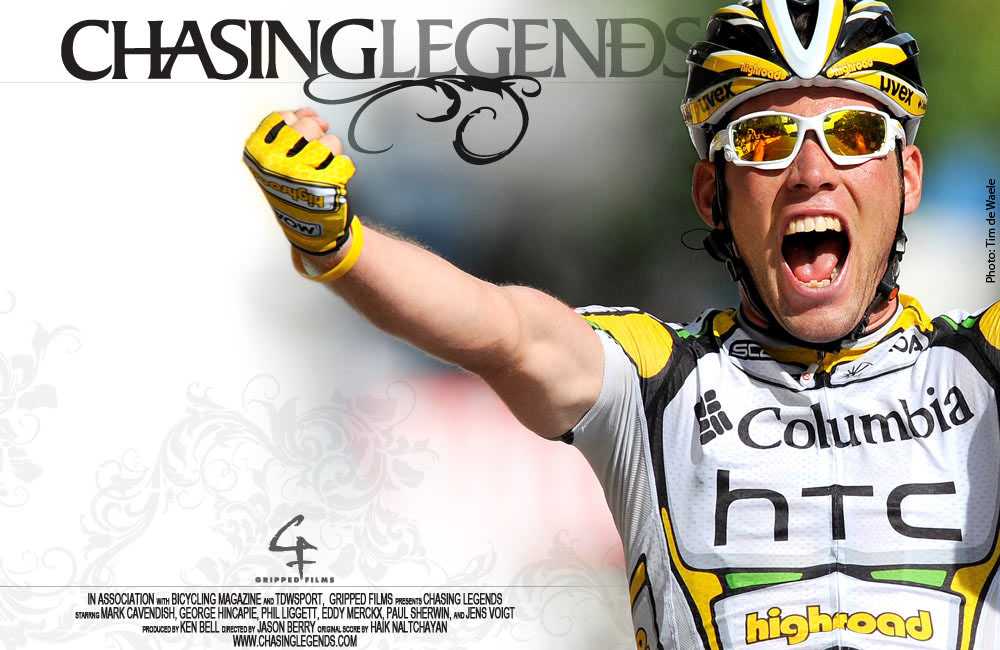 CHASINGLEGENDS
highroad
highroad
uvex
uvex
highroad
WOW
Photo: Tim de Waele
Columbia
hTC
highroad
GRIPPED FILMS
IN ASSOCIATION WITH BICYCLING MAGAZINE AND TDWSPORT, GRIPPED FILMS PRESENTS CHASING LEGENDS
STARRING MARK CAVENDISH, GEORGE HINCAPIE, PHIL LIGGETT, EDDY MERCKX, PAUL SHERWIN, AND JENS VOIGT
PRODUCED BY KEN BELL DIRECTED BY JASON BERRY ORIGINAL SCORE BY HAIK NALTCHAYAN
WWW.CHASINGLEGENDS.COM